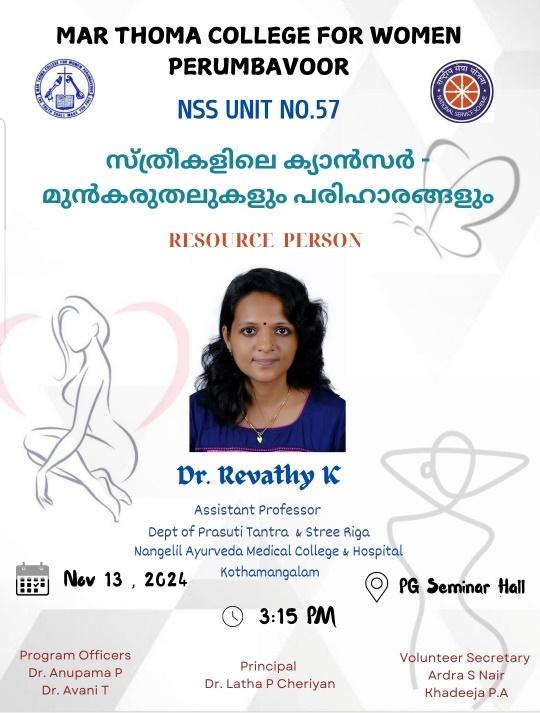 MAR THOMA COLLEGE FOR WOMEN
PERUMBAVOOR
NSS UNIT NO.57
സ്ത്രീകളിലെ ക്യാൻസർ -
മുൻകരുതലുകളും പരിഹാരങ്ങളും
RESOURCE PERSON
Dr. Revathy K
Assistant Professor
Dept of Prasuti Tantra & Stree Riga
Nangelil Ayurveda Medical College & Hospital
Kothamangalam
Nov 13 , 2024
PG Seminar Hall
3:15 PM
Program Officers
Dr. Anupama P
Dr. Avani T
Principal
Dr. Latha P Cheriyan
Volunteer Secretary
Ardra S Nair
Khadeeja P.A